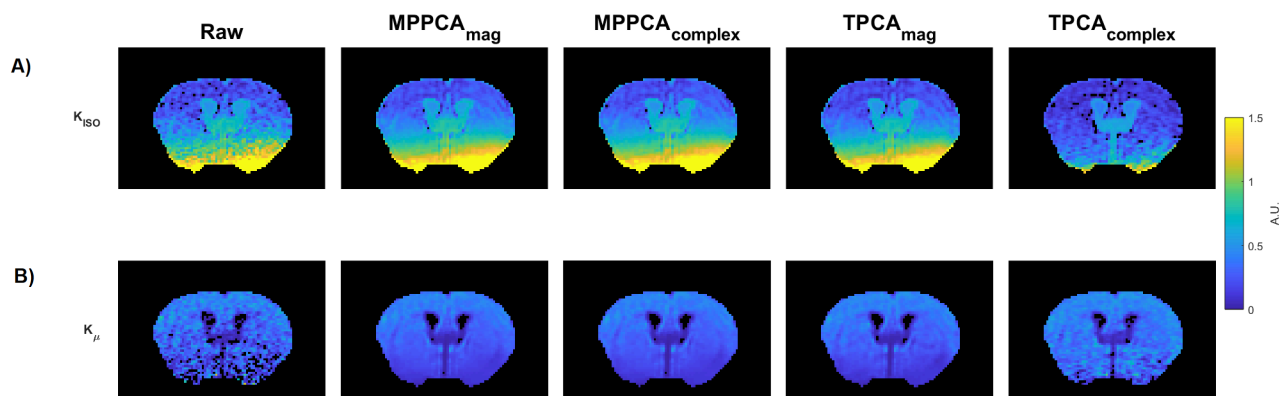 Raw MPPCAmag MPPCAcomplex TPCAmag TPCAcomplex
A)
KISO
1.5
1
0.5
0
A.U.
B)
Kμ